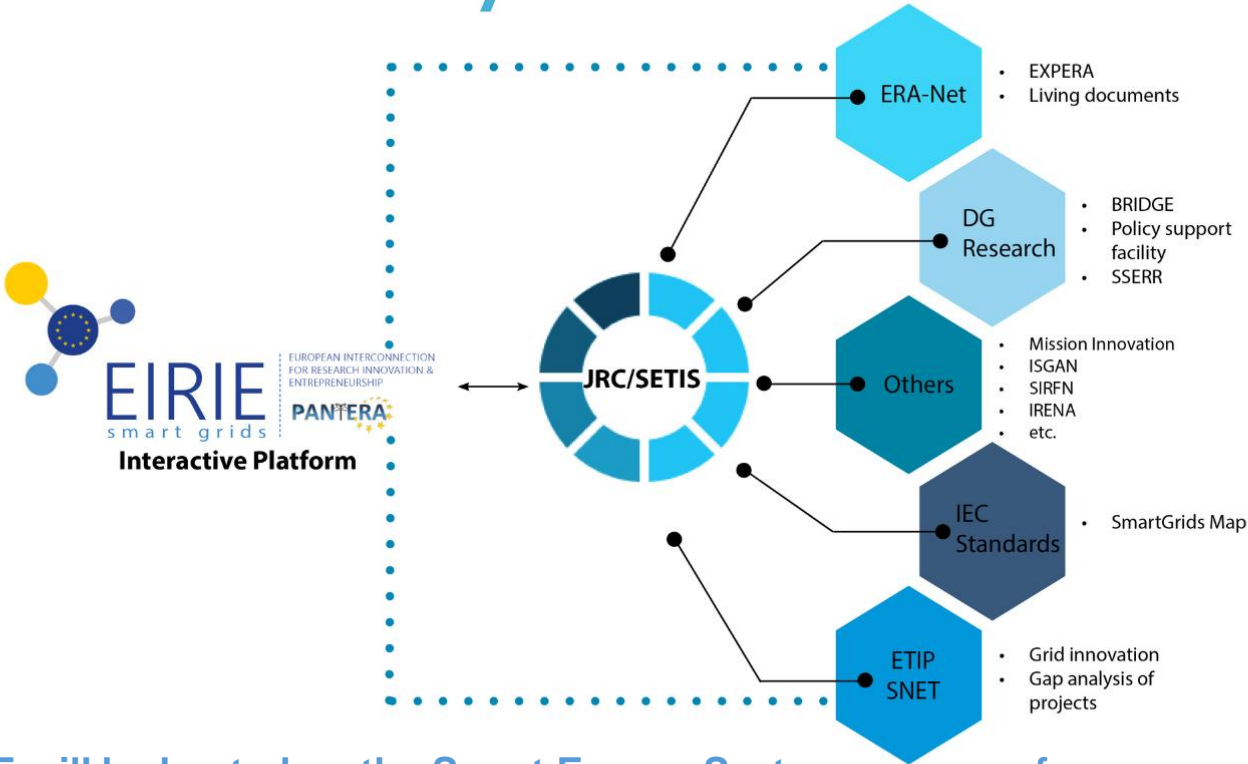 ERA-Net
• EXPERA
• Living documents
DG
Research
• BRIDGE
• Policy support
facility
• SSERR
Others
• Mission Innovation
• ISGAN
• SIRFN
• IRENA
• etc.
IEC
Standards
• SmartGrids Map
ETIP
SNET
• Grid innovation
• Gap analysis of
projects
JRC/SETIS
EIRIE
smart grids
EUROPEAN INTERCONNECTION
FOR RESEARCH INNOVATION &
ENTREPRENEURSHIP
PANTERA
Interactive Platform